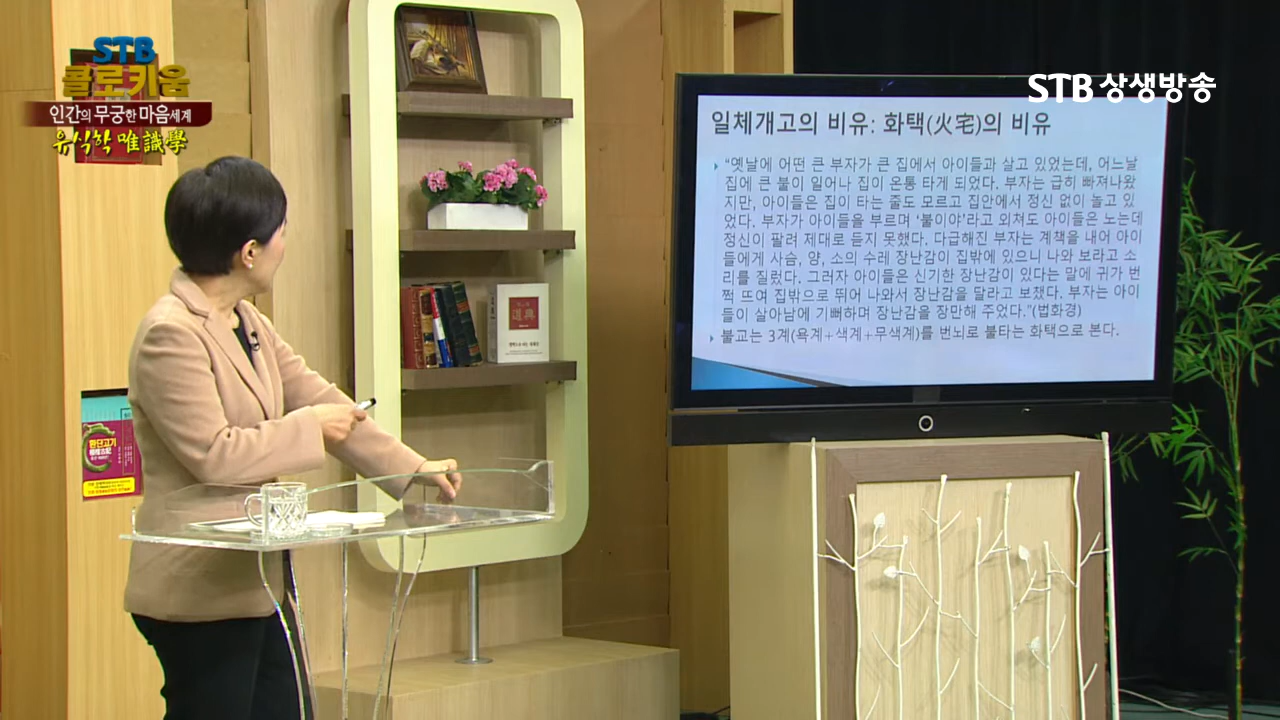 STB
콜로키움
인간의 무궁한 마음세계
유식학 唯識學
STB 상생방송
일체개고의 비유: 화택(火宅)의 비유
“옛날에 어떤 큰 부자가 큰 집에서 아이들과 살고 있었는데, 어느날
집에 큰 불이 일어나 집이 온통 타게 되었다. 부자는 급히 빠져나왔
지만, 아이들은 집이 타는 줄도 모르고 집안에서 정신 없이 놀고 있
었다. 부자가 아이들을 부르며 ‘불이야’라고 외쳐도 아이들은 노는데
정신이 팔려 제대로 듣지 못했다. 다급해진 부자는 계책을 내어 아이
들에게 사슴, 양, 소의 수레 장난감이 집밖에 있으니 나와 보라고 소
리를 질렀다. 그러자 아이들은 신기한 장난감이 있다는 말에 귀가 번
쩍 뜨여 집밖으로 뛰어 나와서 장난감을 달라고 보챘다. 부자는 아이
들이 살아남에 기뻐하며 장난감을 장만해 주었다.”(법화경)
불교는 3계(욕계+색계+무색계)를 번뇌로 불타는 화택으로 본다.
道典
환단고기
桓檀古記